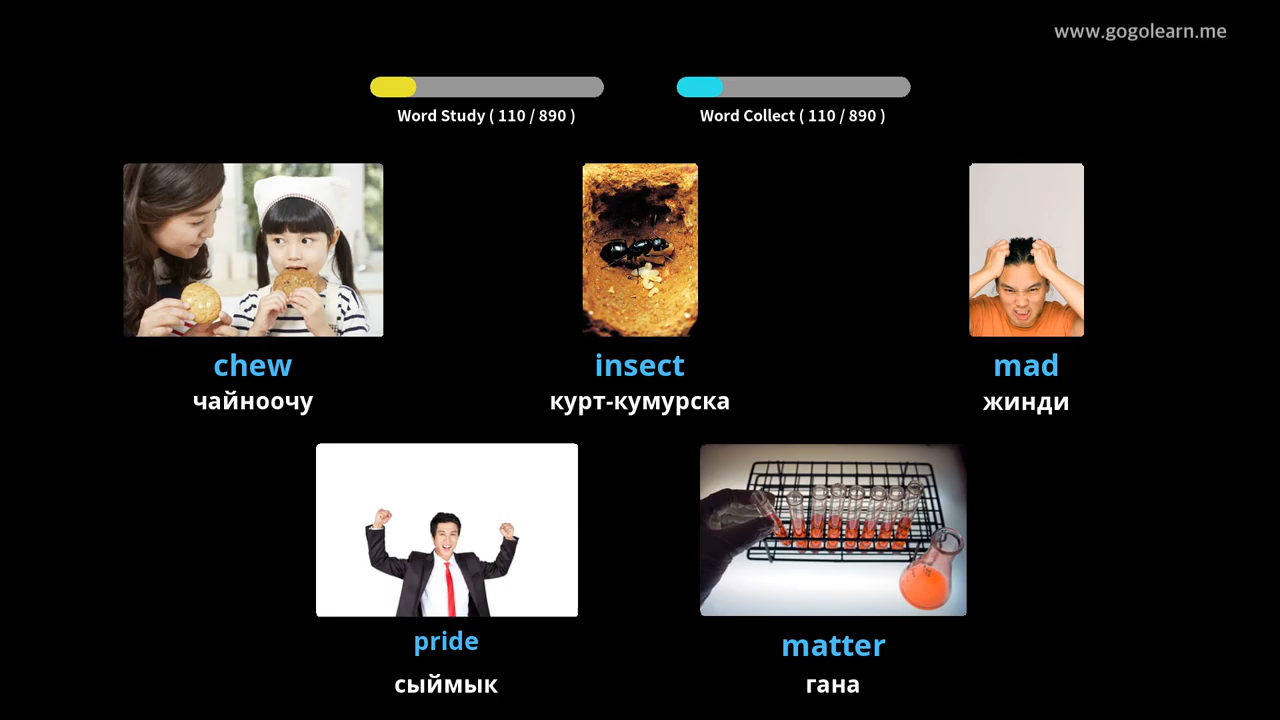 www.gogolearn.me
Word Study ( 110 / 890 )
Word Collect ( 110 / 890 )
chew
чайноочу
insect
курт-кумурска
mad
жинди
pride
сыймык
matter
гана